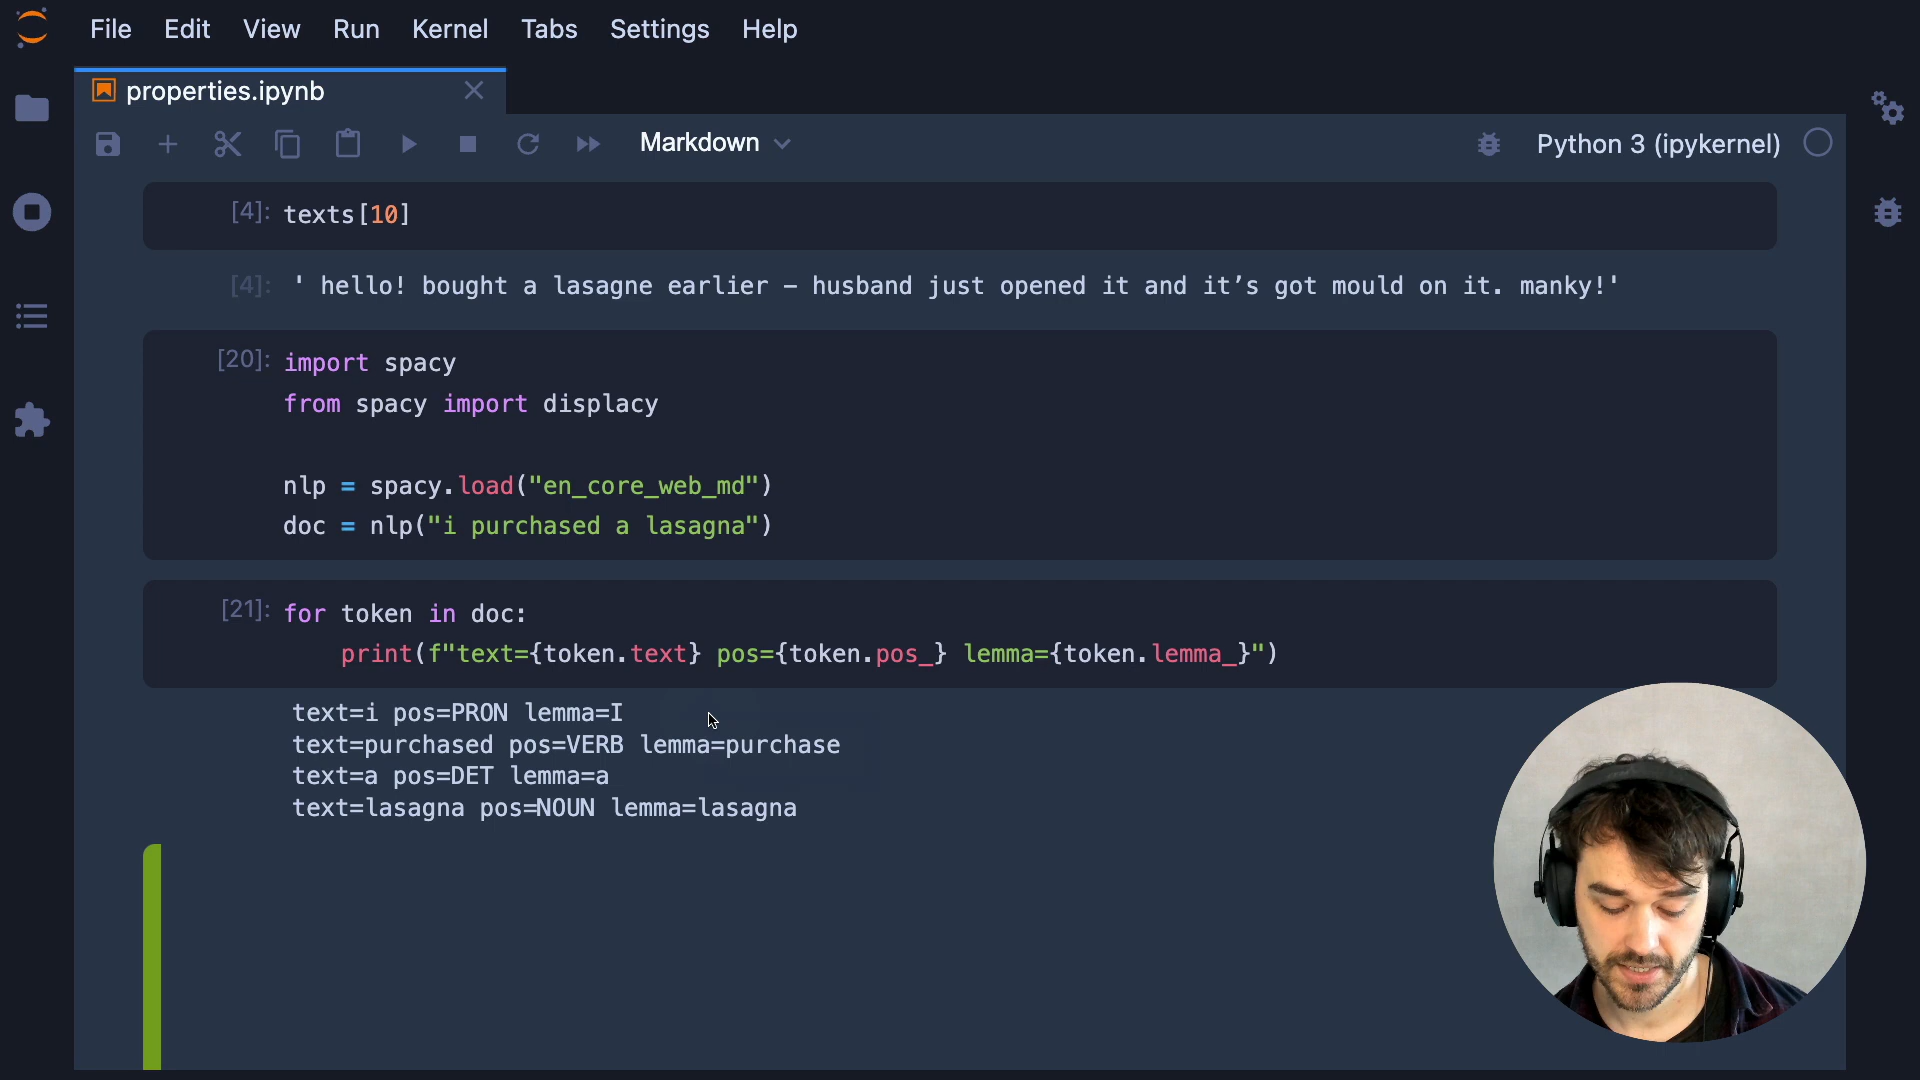 File Edit View Run Kernel Tabs Settings Help
properties.ipynb
Markdown Python 3 (ipykernel)
[4]: texts[10]
[4]: ' hello! bought a lasagne earlier – husband just opened it and it’s got mould on it. manky!'
[20]: import spacy
from spacy import displacy
nlp = spacy.load("en_core_web_md")
doc = nlp("i purchased a lasagna")
[21]: for token in doc:
print(f"text={token.text} pos={token.pos_} lemma={token.lemma_}")
text=i pos=PRON lemma=I
text=purchased pos=VERB lemma=purchase
text=a pos=DET lemma=a
text=lasagna pos=NOUN lemma=lasagna